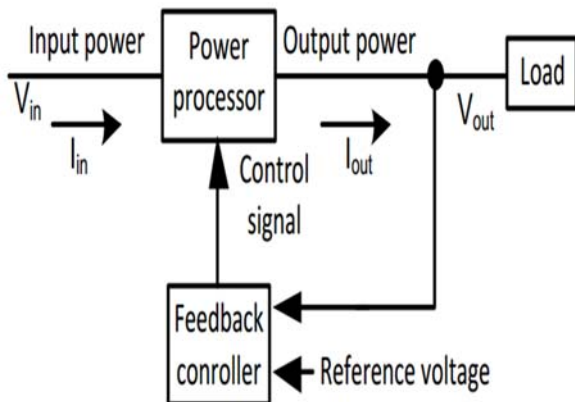 Input power
Power
processor
Output power
Load
Vin
Iin
Iout
Vout
Control
signal
Feedback
conroller
Reference voltage